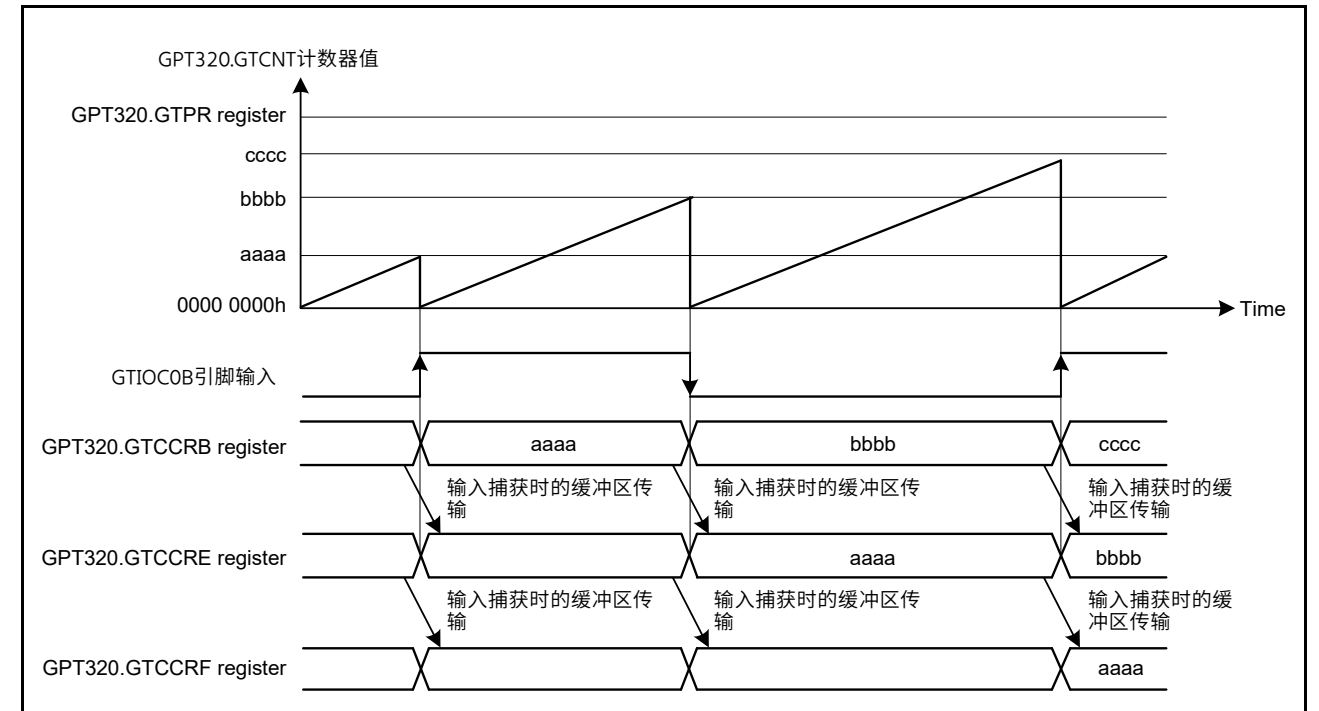 GPT320.GTCNT计数器值
GPT320.GTPR register
cccc
bbbb
aaaa
0000 0000h
Time
GTIOC0B引脚输入
GPT320.GTCCRB register
aaaa
bbbb
cccc
输入捕获时的缓冲区传
输
输入捕获时的缓冲区传
输
输入捕获时的缓
冲区传输
GPT320.GTCCRE register
aaaa
bbbb
输入捕获时的缓冲区传
输
输入捕获时的缓冲区传
输
输入捕获时的缓
冲区传输
GPT320.GTCCRF register
aaaa